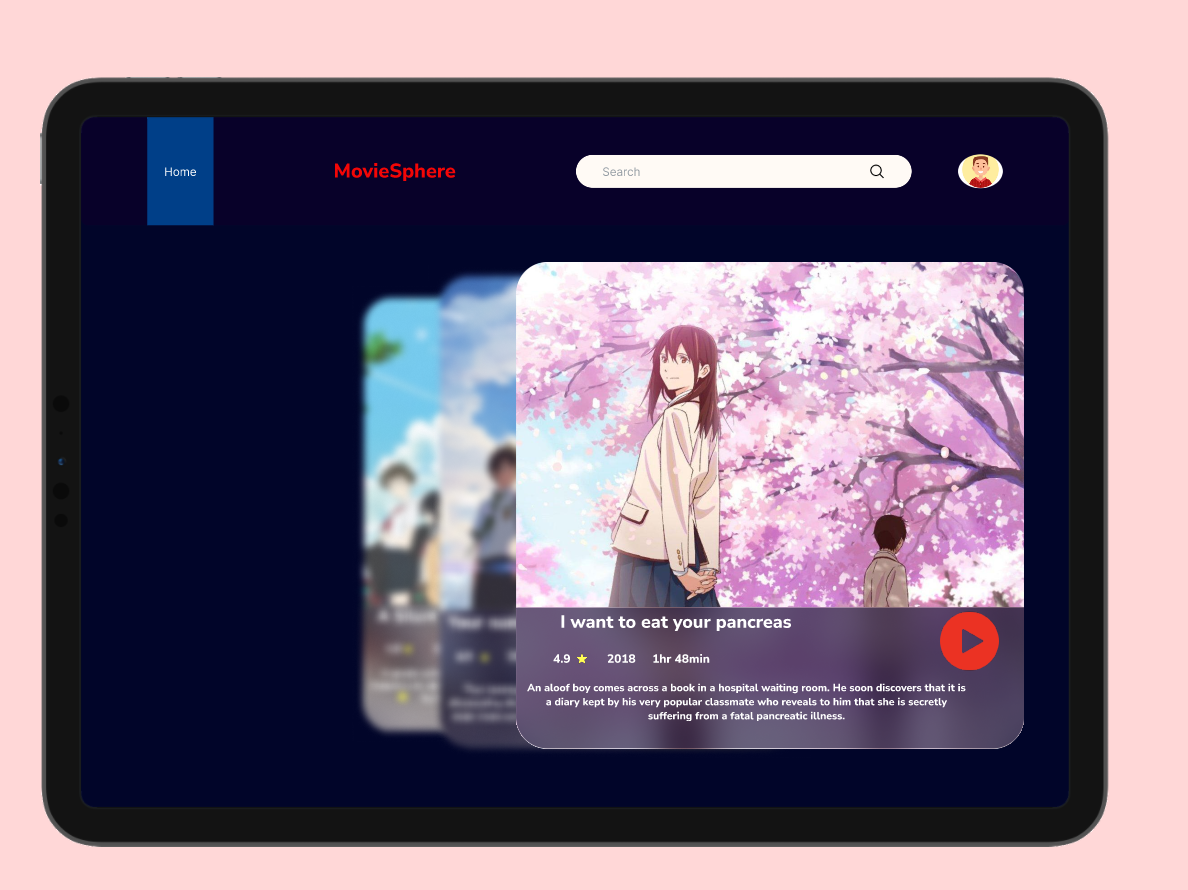 Home
MovieSphere
Search
I want to eat your pancreas
4.9
2018
1hr 48min
An aloof boy comes across a book in a hospital waiting room. He soon discovers that it is
a diary kept by his very popular classmate who reveals to him that she is secretly
suffering from a fatal pancreatic illness.